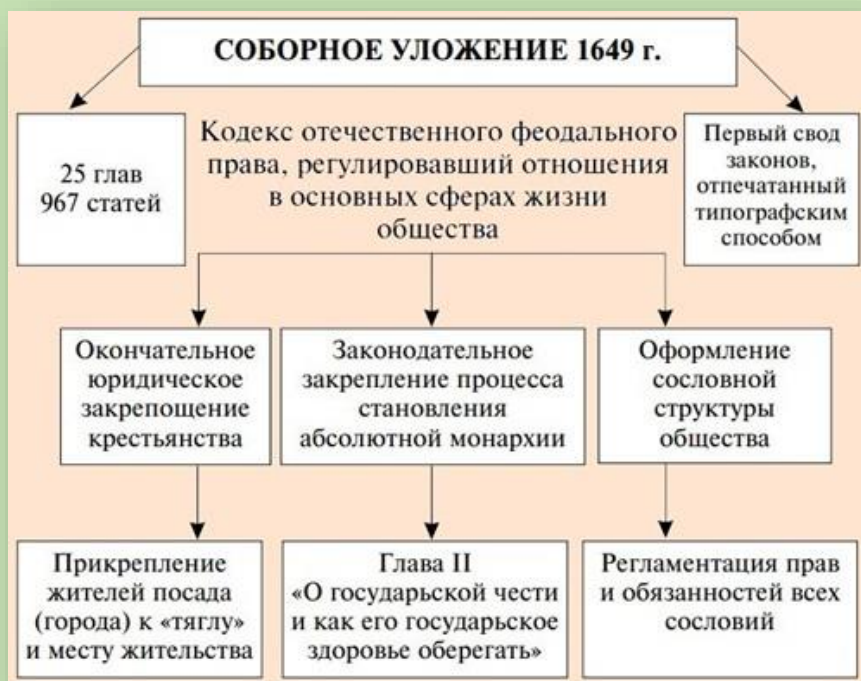 СОБОРНОЕ УЛОЖЕНИЕ 1649 г.
25 глав
967 статей
Кодекс отечественного феодального
права, регулировавший отношения
в основных сферах жизни
общества
Первый свод
законов,
отпечатанный
типографским
способом
Окончательное
юридическое
закрепощение
крестьянства
Законодательное
закрепление процесса
становления
абсолютной монархии
Оформление
сословной
структуры
общества
Прикрепление
жителей посада
(города) к «тяглу»
и месту жительства
Глава II
«О государьской чести
и как его государьское
здоровье оберегать»
Регламентация прав
и обязанностей всех
сословий